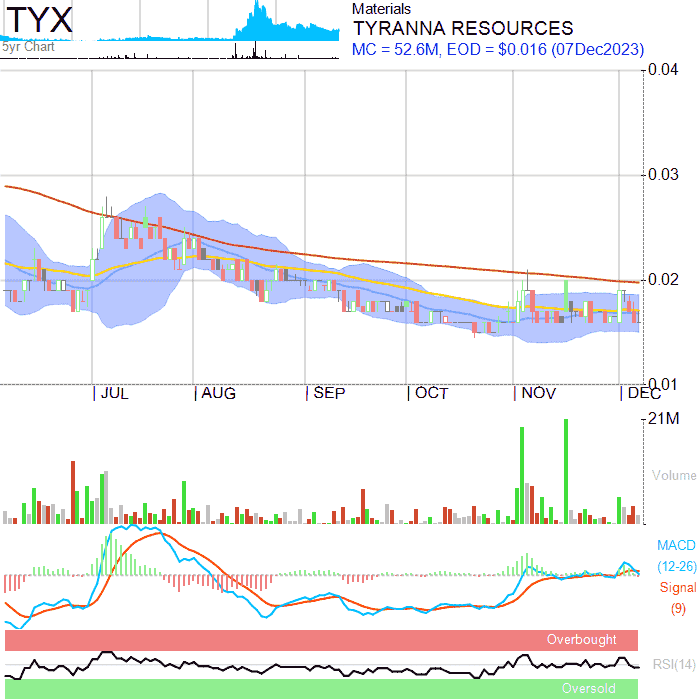 TYX
5yr Chart
Materials
TYRANNA RESOURCES
MC = 52.6M, EOD = $0.016 (07Dec2023)
0.04
0.03
0.02
0.01
JUL AUG SEP OCT NOV DEC
21M
Volume
MACD
(12-26)
Signal
(9)
Overbought
RSI(14)
Oversold